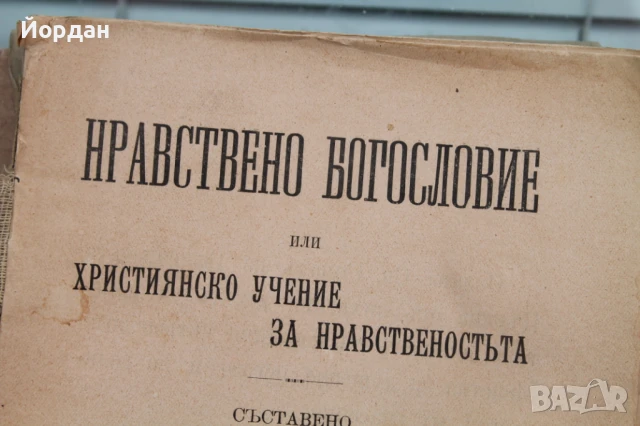 Йордан
НРАВСТВЕНО БОГОСЛОВИЕ
или
ХРИСТИЯНСКО УЧЕНИЕ
ЗА НРАВСТВЕНОСТЬТА
СЪСТАВЕНО
BAZAR